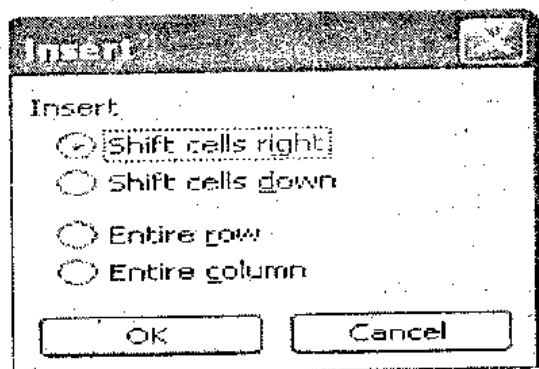 Insert
Insert
Shift cells right
Shift cells down
Entire row
Entire column
OK Cancel